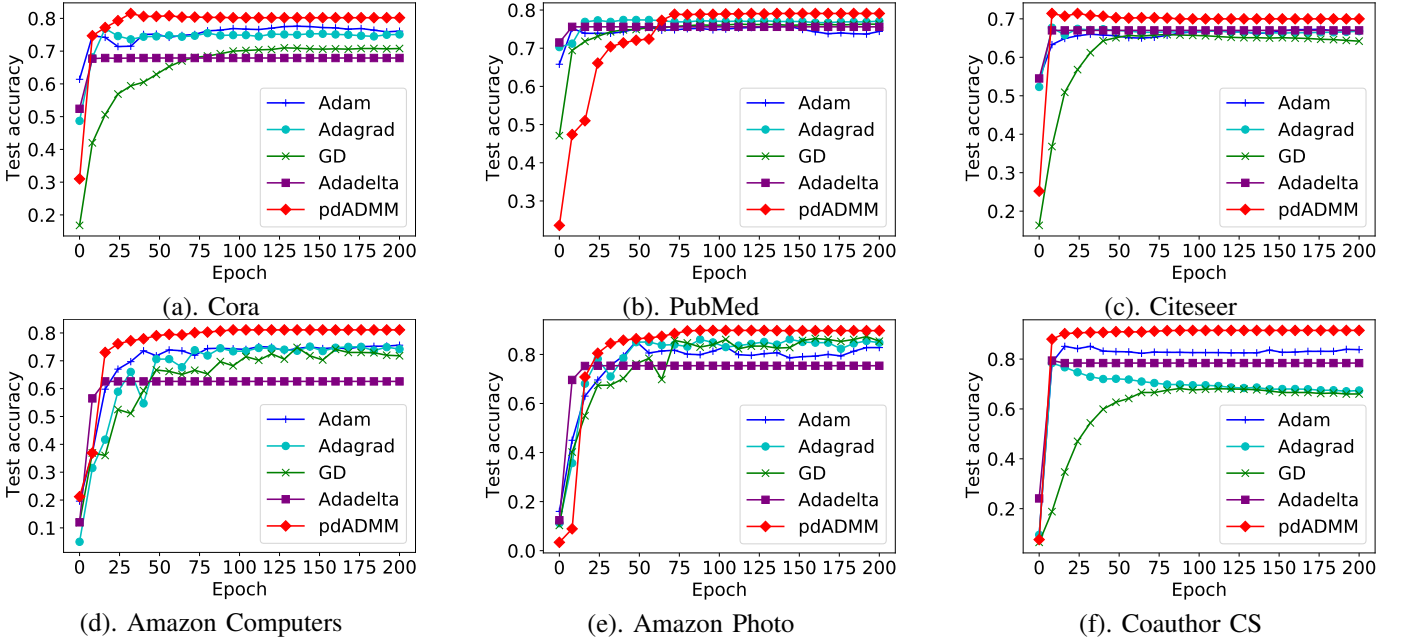 Test accuracy
0.8
0.7
0.6
0.5
0.4
0.3
0.2
Adam
Adagrad
GD
Adadelta
pdADMM
0 25 50 75 100 125 150 175 200
Epoch
(a). Cora
Test accuracy
0.8
0.7
0.6
0.5
0.4
0.3
Adam
Adagrad
GD
Adadelta
pdADMM
0 25 50 75 100 125 150 175 200
Epoch
(b). PubMed
Test accuracy
0.7
0.6
0.5
0.4
0.3
0.2
Adam
Adagrad
GD
Adadelta
pdADMM
0 25 50 75 100 125 150 175 200
Epoch
(c). Citeseer
Test accuracy
0.8
0.7
0.6
0.5
0.4
0.3
0.2
0.1
Adam
Adagrad
GD
Adadelta
pdADMM
0 25 50 75 100 125 150 175 200
Epoch
(d). Amazon Computers
Test accuracy
0.8
0.6
0.4
0.2
0.0
Adam
Adagrad
GD
Adadelta
pdADMM
0 25 50 75 100 125 150 175 200
Epoch
(e). Amazon Photo
Test accuracy
0.8
0.6
0.4
0.2
Adam
Adagrad
GD
Adadelta
pdADMM
0 25 50 75 100 125 150 175 200
Epoch
(f). Coauthor CS